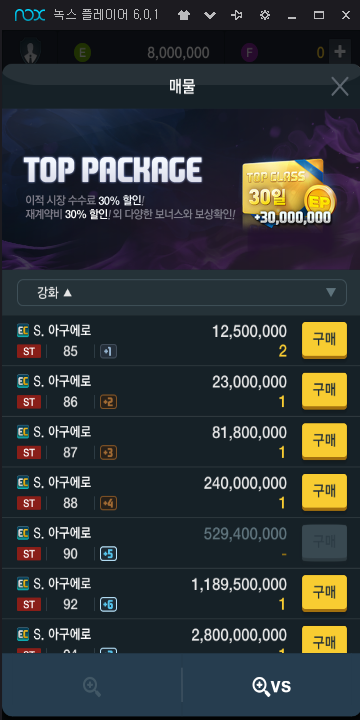 nox 녹스 플레이어 6.0.1
E 8,000,000 F 0 +
매물
TOP PACKAGE
이적 시장 수수료 30% 할인!
재계약비 30% 할인! 외 다양한 보너스와 보상확인!
TOP CLASS
30일
EP
+30,000,000
강화 ▲
EC S. 아구에로 12,500,000 구매
ST 85 +1 2
EC S. 아구에로 23,000,000 구매
ST 86 +2 1
EC S. 아구에로 81,800,000 구매
ST 87 +3 1
EC S. 아구에로 240,000,000 구매
ST 88 +4 1
EC S. 아구에로 529,400,000 구매
ST 90 +5 -
EC S. 아구에로 1,189,500,000 구매
ST 92 +6 1
EC S. 아구에로 2,800,000,000 구매
VS